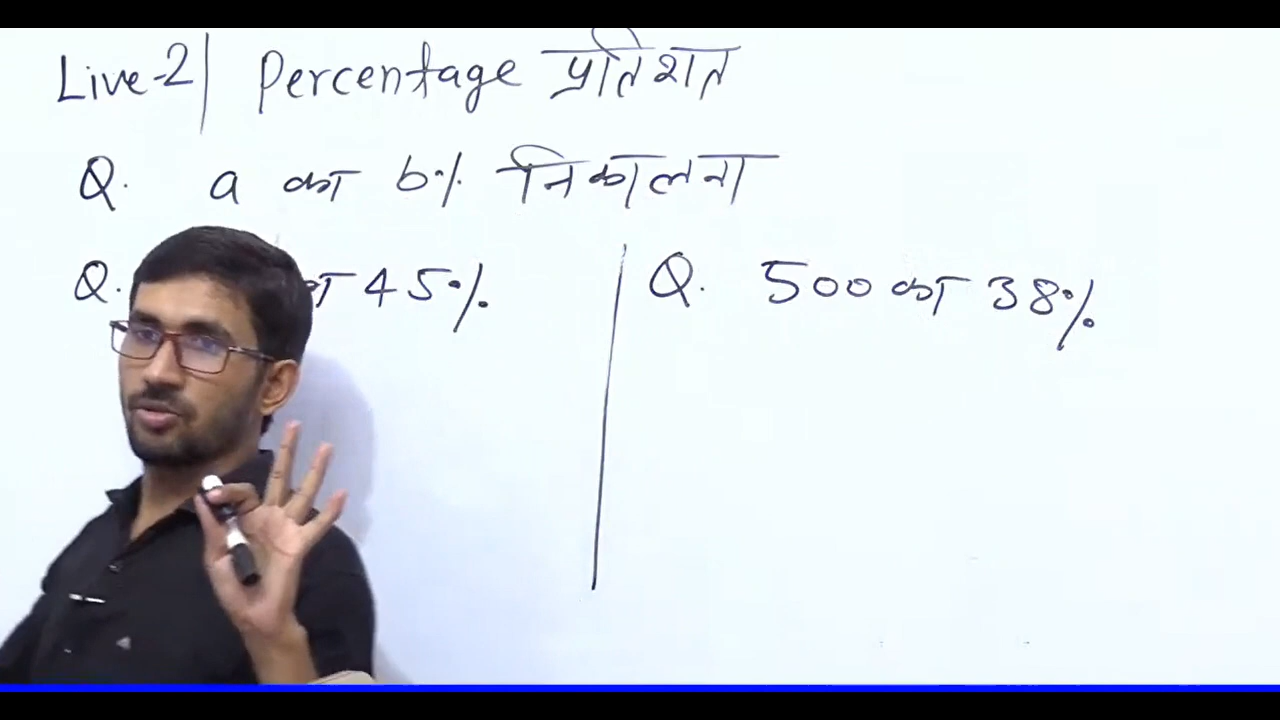 Live-2| Percentage प्रतिशत
Q. a का b% निकालना
Q. 45%
Q. 500 का 38%